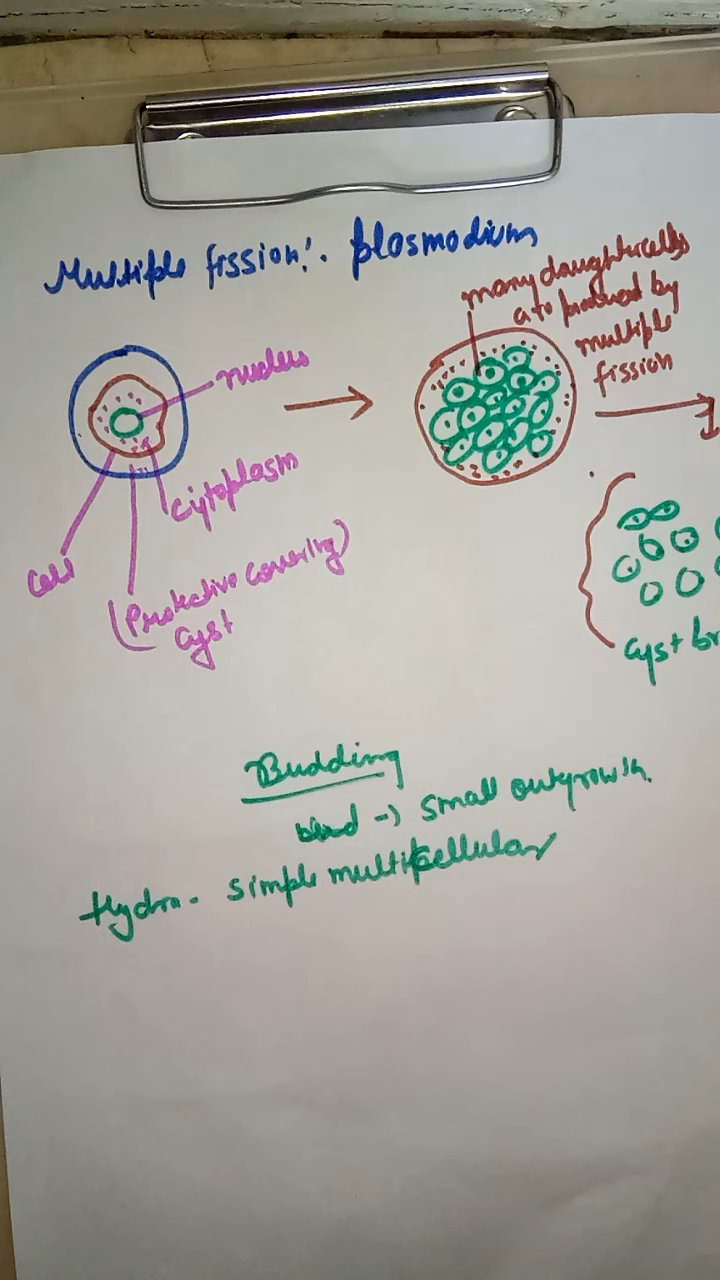 Multiple fission:. plasmodium
many daughter cells
are produced by
multiple
fission
nucleus
cytoplasm
Cell
(Protective covering)
cyst
cyst br
Budding
bud -> small outgrowth.
Hydra - simple multicellular